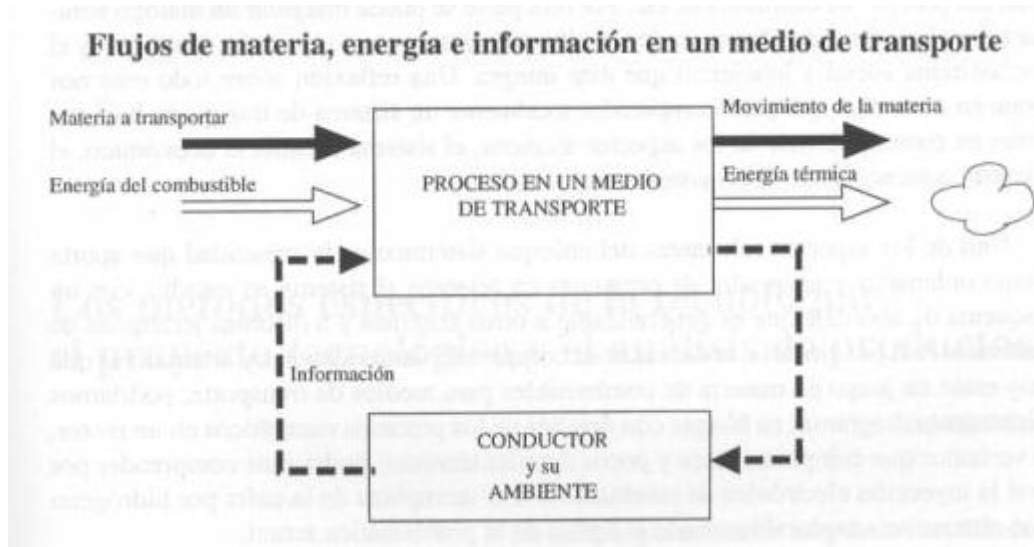 Flujos de materia, energía e información en un medio de transporte
Materia a transportar
Movimiento de la materia
Energía del combustible
PROCESO EN UN MEDIO
DE TRANSPORTE
Energía térmica
Información
CONDUCTOR
y su
AMBIENTE